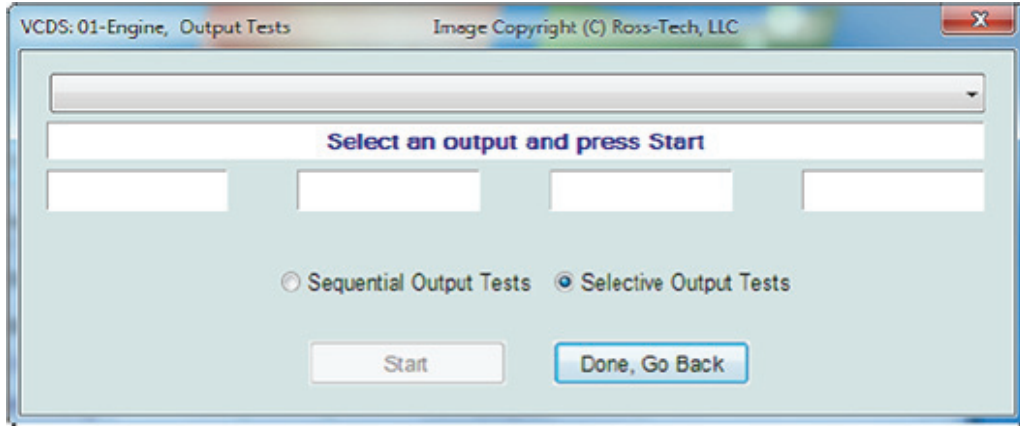 VCDS: 01-Engine, Output Tests Image Copyright (C) Ross-Tech, LLC
Select an output and press Start
Sequential Output Tests Selective Output Tests
Start Done, Go Back